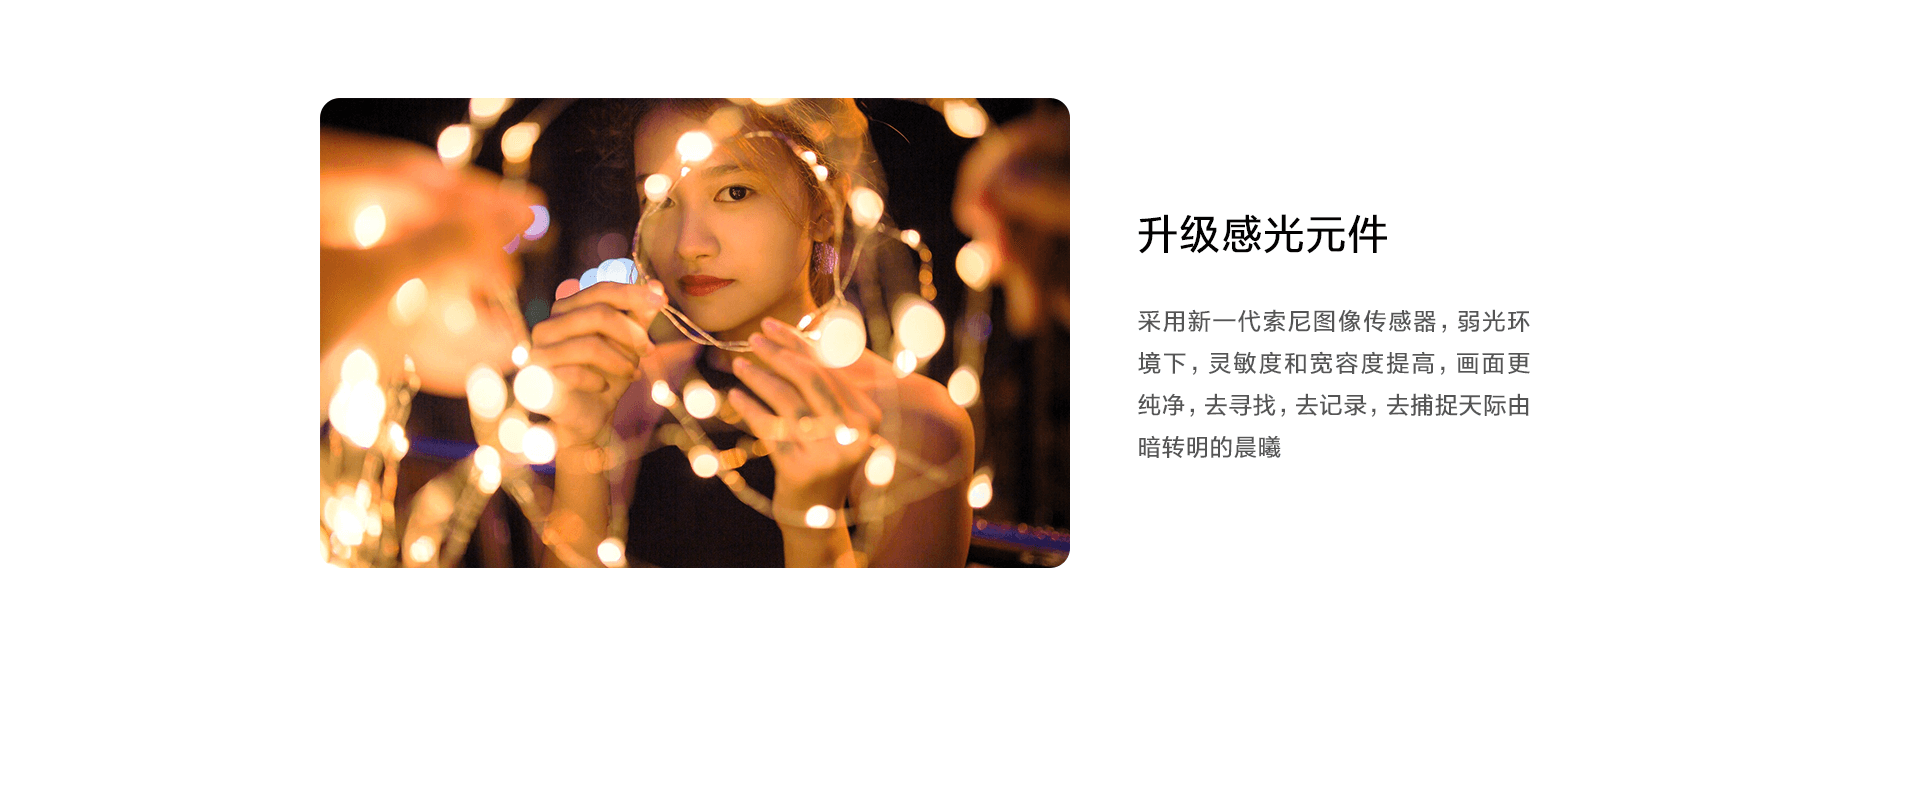 升级感光元件
采用新一代索尼图像传感器，弱光环
境下，灵敏度和宽容度提高，画面更
纯净，去寻找，去记录，去捕捉天际由
暗转明的晨曦